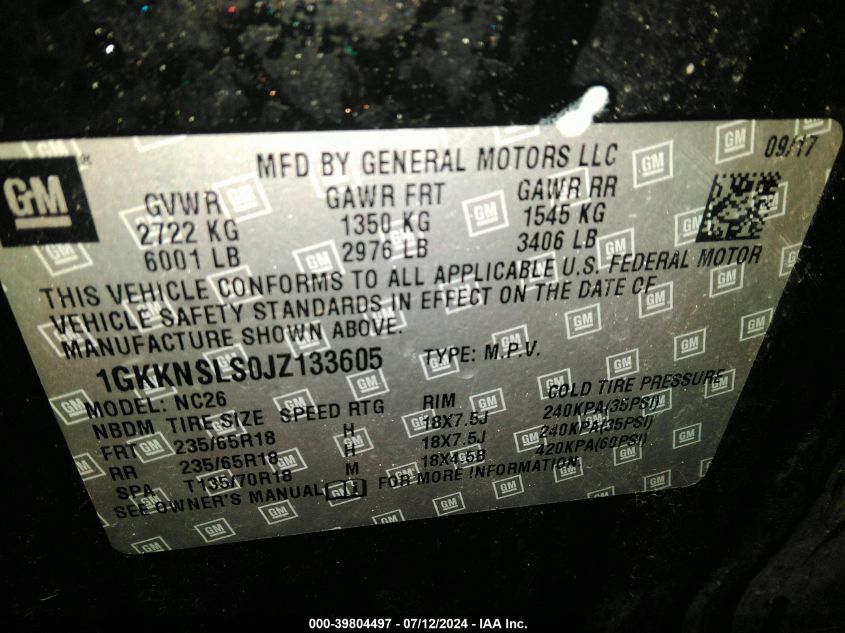 MFD BY GENERAL MOTORS LLC 09/17
GM®
GVWR GAWR FRT GAWR RR
2722 KG 1350 KG 1545 KG
6001 LB 2976 LB 3406 LB
THIS VEHICLE CONFORMS TO ALL APPLICABLE U.S. FEDERAL MOTOR
VEHICLE SAFETY STANDARDS IN EFFECT ON THE DATE OF
MANUFACTURE SHOWN ABOVE.
1GKKNSLS0JZ133605 TYPE: M.P.V.
MODEL: NC26
NBDM TIRE SIZE SPEED RTG RIM COLD TIRE PRESSURE
FRT 235/65R18 H 18X7.5J 240KPA(35PSI)
RR 235/65R18 H 18X7.5J 240KPA(35PSI)
SPA T135/70R18 M 18X4.5B 420KPA(60PSI)
SEE OWNER'S MANUAL FOR MORE INFORMATION
000-39804497 - 07/12/2024 - IAA Inc.